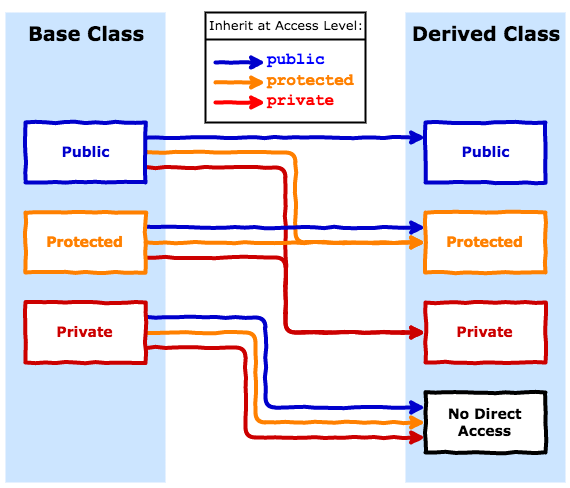 Base Class
Inherit at Access Level:
public
protected
private
Derived Class
Public
Protected
Private
Public
Protected
Private
No Direct
Access